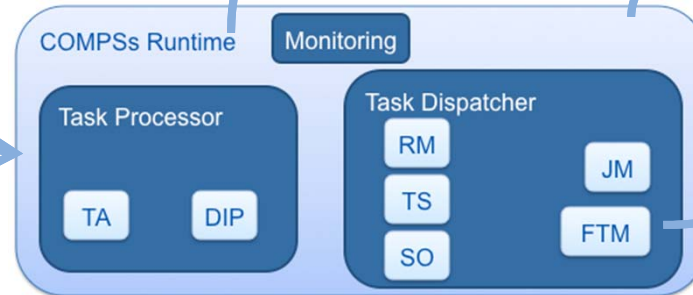 COMPSs Runtime
Monitoring
Task Processor
TA
DIP
Task Dispatcher
RM
TS
SO
JM
FTM